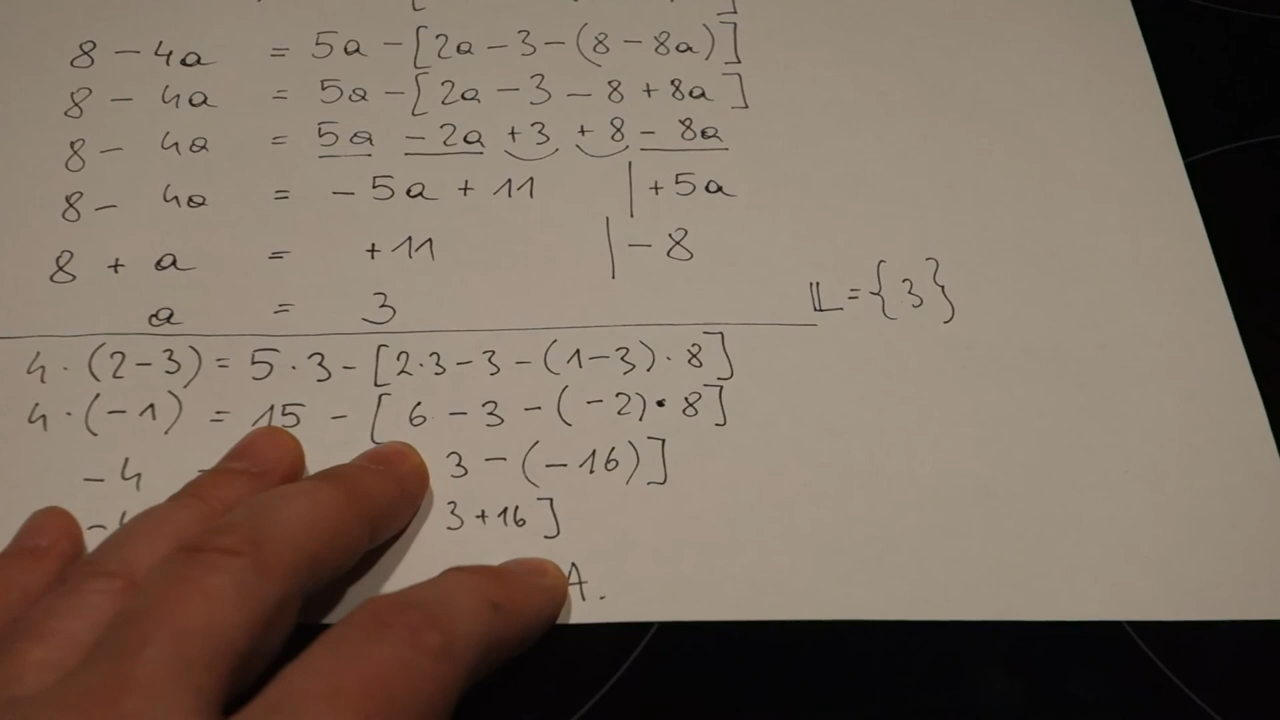 8 - 4a = 5a - [2a - 3 - (8 - 8a)]
8 - 4a = 5a - [2a - 3 - 8 + 8a]
8 - 4a = 5a - 2a + 3 + 8 - 8a
8 - 4a = - 5a + 11 | + 5a
8 + a = + 11 | - 8
a = 3
𝕃 = {3}
4 · (2 - 3) = 5 · 3 - [2 · 3 - 3 - (1 - 3) · 8]
4 · (- 1) = 15 - [6 - 3 - (- 2) · 8]
- 4 3 - (- 16)]
3 + 16]
A.